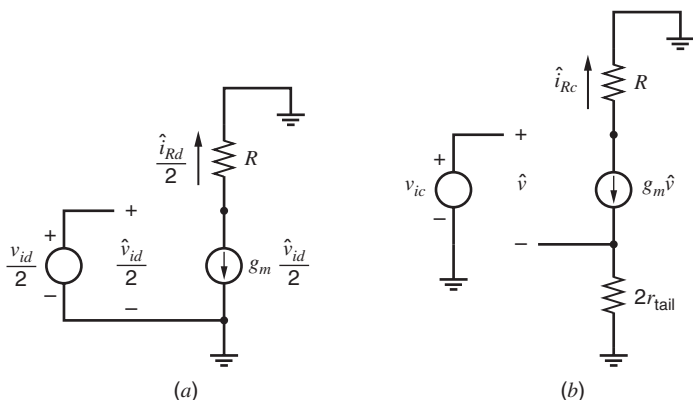 î_Rd/2
R
+
−
v_id/2
+
v̂_id/2
−
g_m v̂_id/2
(a)
î_Rc
R
+
−
v_ic
+
v̂
−
g_m v̂
2r_tail
(b)